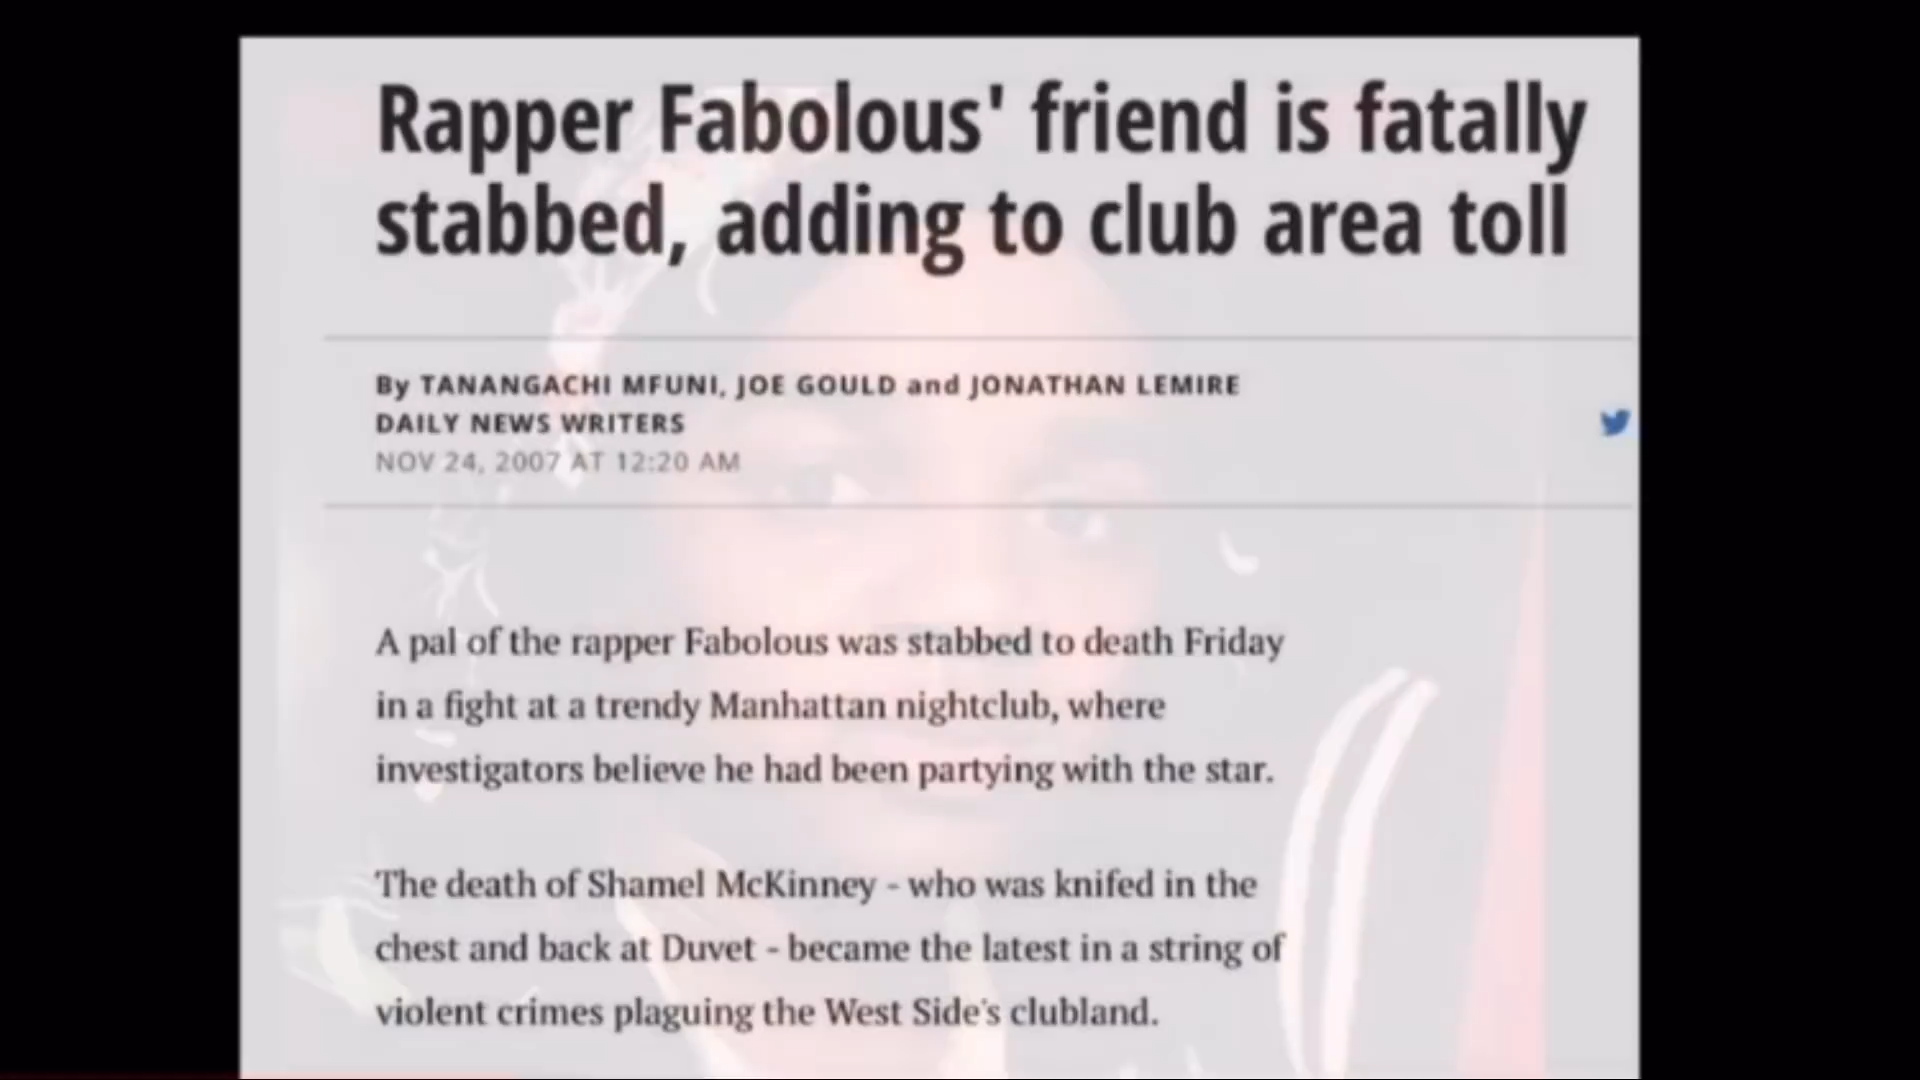 Rapper Fabolous' friend is fatally
stabbed, adding to club area toll
By TANANGACHI MFUNI, JOE GOULD and JONATHAN LEMIRE
DAILY NEWS WRITERS
NOV 24, 2007 AT 12:20 AM
A pal of the rapper Fabolous was stabbed to death Friday
in a fight at a trendy Manhattan nightclub, where
investigators believe he had been partying with the star.
The death of Shamel McKinney - who was knifed in the
chest and back at Duvet - became the latest in a string of
violent crimes plaguing the West Side's clubland.